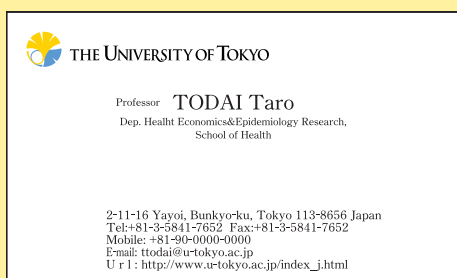 THE UNIVERSITY OF TOKYO
Professor TODAI Taro
Dep. Healht Economics&Epidemiology Research,
School of Health
2-11-16 Yayoi, Bunkyo-ku, Tokyo 113-8656 Japan
Tel:+81-3-5841-7652 Fax:+81-3-5841-7652
Mobile: +81-90-0000-0000
E-mail: ttodai@u-tokyo.ac.jp
U r l : http://www.u-tokyo.ac.jp/index_j.html